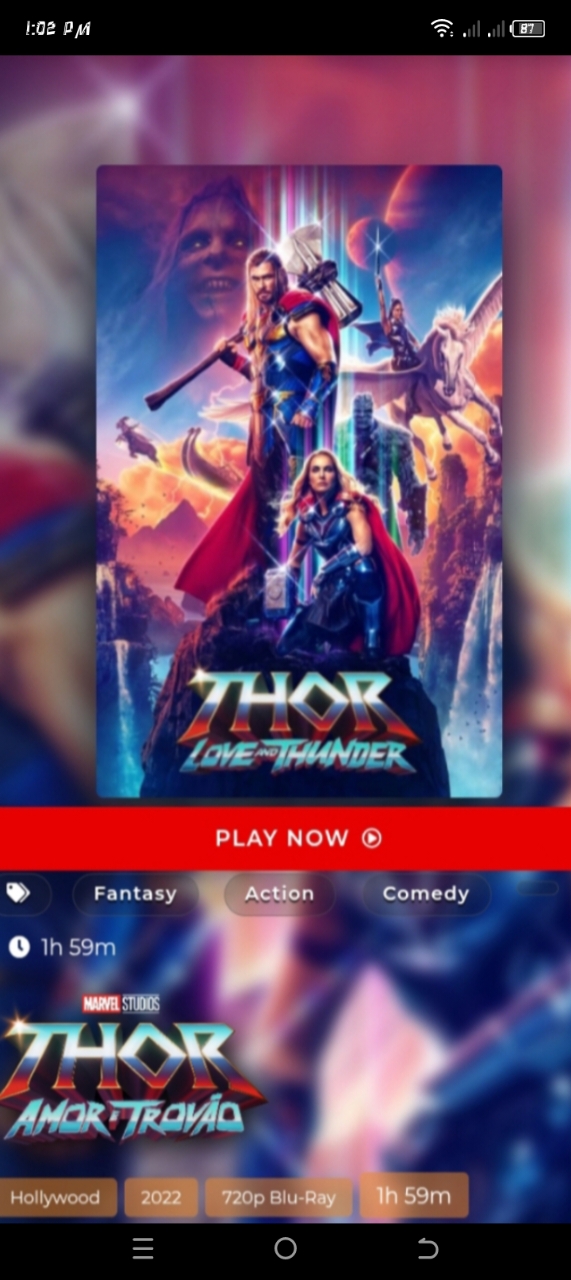 1:02 PM 87
THOR
LOVE AND THUNDER
PLAY NOW
Fantasy Action Comedy
1h 59m
MARVEL STUDIOS
THOR
AMOR E TROVÃO
Hollywood 2022 720p Blu-Ray 1h 59m